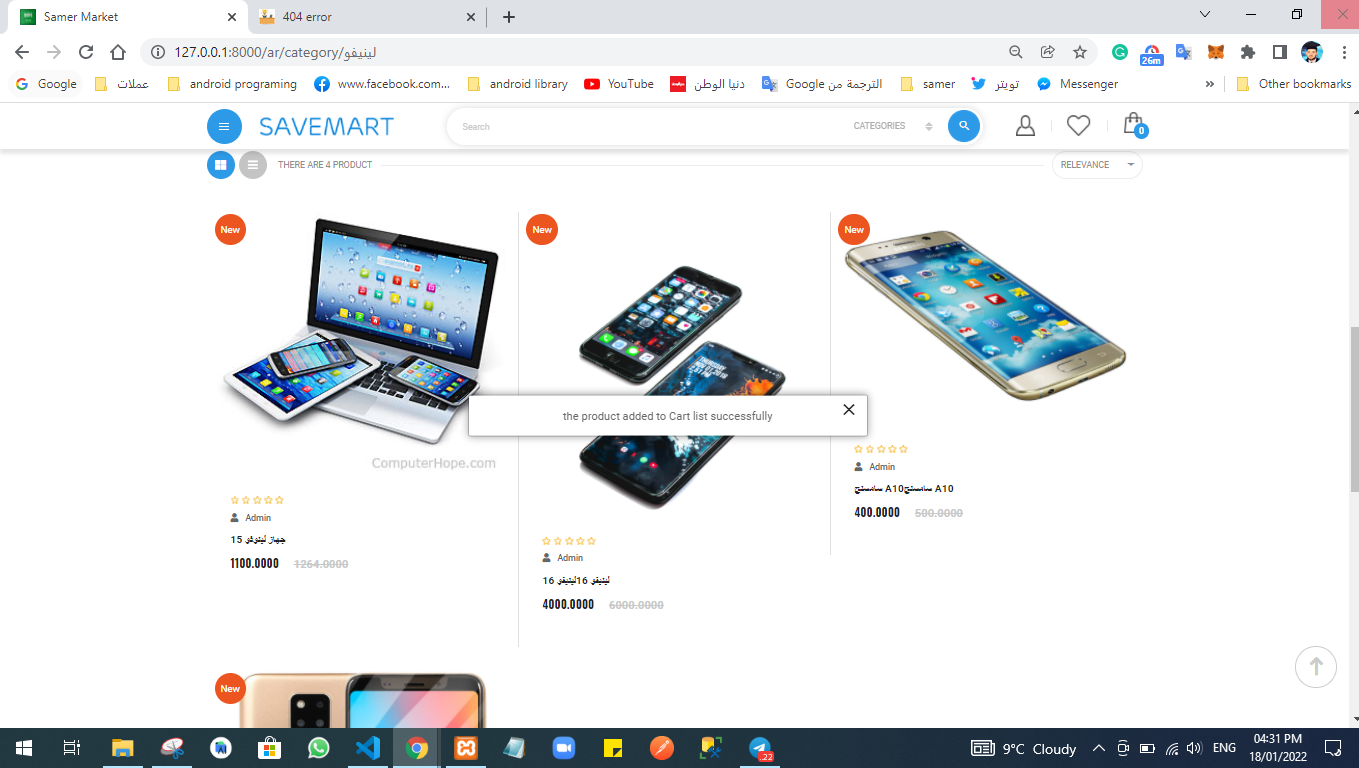 Samer Market
404 error
127.0.0.1:8000/ar/category/لينيفو
26m
Google
عملات
android programing
www.facebook.com...
android library
YouTube
دنيا الوطن
الترجمة من Google
samer
تويتر
Messenger
»
Other bookmarks
SAVEMART
Search
CATEGORIES
0
THERE ARE 4 PRODUCT
RELEVANCE
New
New
New
ComputerHope.com
the product added to Cart list successfully
Admin
جهاز لينوفو 15
1100.0000 1264.0000
Admin
لينيفو 16لينيفو 16
4000.0000 6000.0000
Admin
سامسنج A10سامسنج A10
400.0000 500.0000
New
9°C Cloudy
ENG
04:31 PM
18/01/2022
22